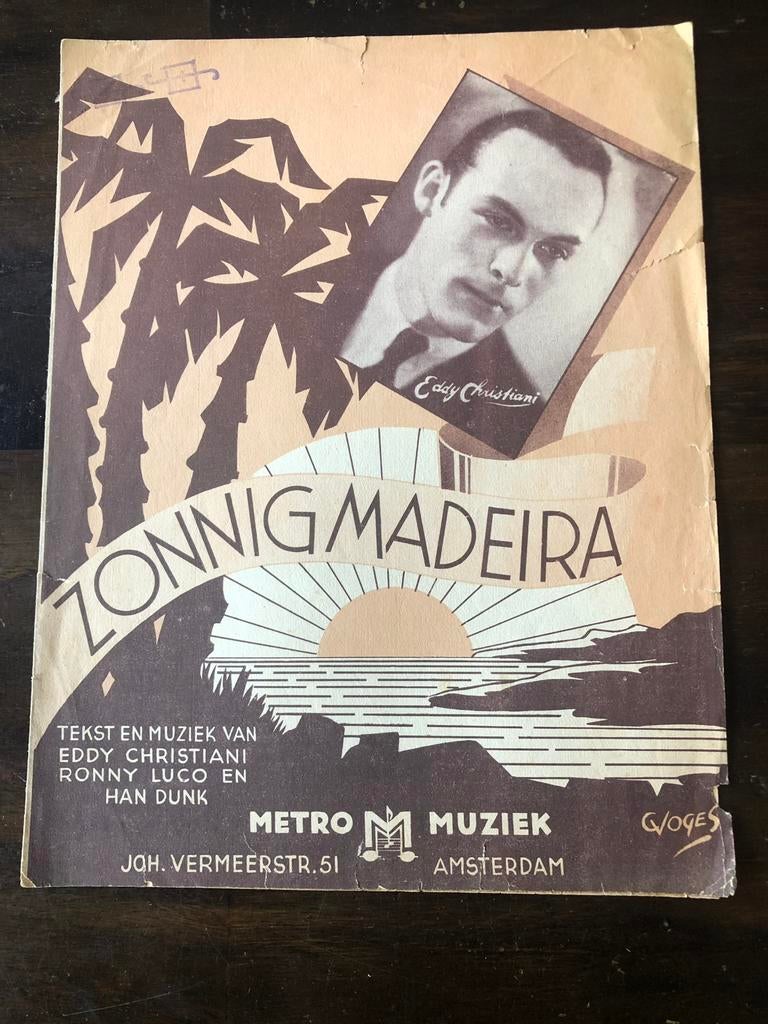 Eddy Christiani
ZONNIG MADEIRA
TEKST EN MUZIEK VAN
EDDY CHRISTIANI
RONNY LUCO EN
HAN DUNK
METRO M MUZIEK
JOH. VERMEERSTR.51 AMSTERDAM
VOGES